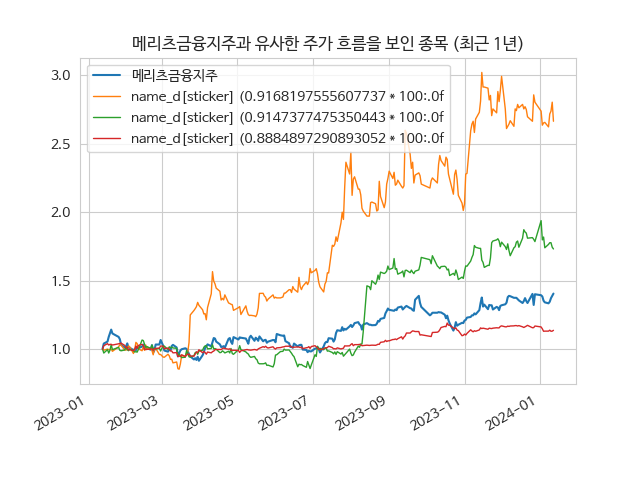 메리츠금융지주과 유사한 주가 흐름을 보인 종목 (최근 1년)
메리츠금융지주
name_d[sticker] (0.9168197555607737 * 100:.0f
name_d[sticker] (0.9147377475350443 * 100:.0f
name_d[sticker] (0.8884897290893052 * 100:.0f
3.0
2.5
2.0
1.5
1.0
2023-01
2023-03
2023-05
2023-07
2023-09
2023-11
2024-01